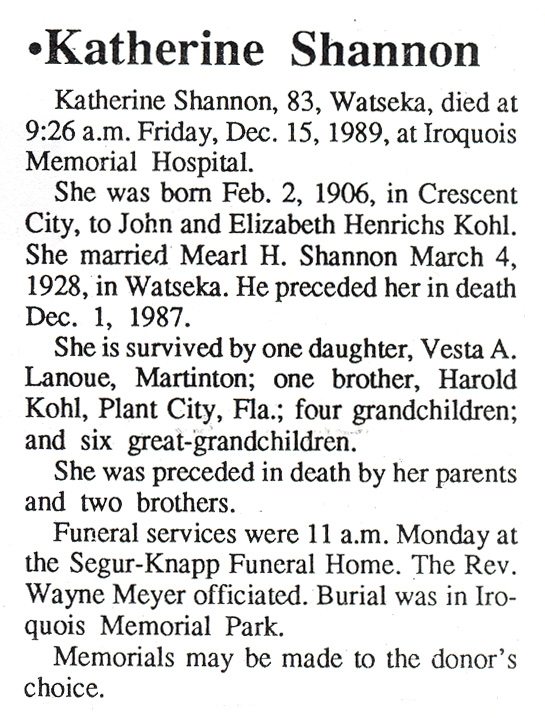 •Katherine Shannon
Katherine Shannon, 83, Watseka, died at
9:26 a.m. Friday, Dec. 15, 1989, at Iroquois
Memorial Hospital.
She was born Feb. 2, 1906, in Crescent
City, to John and Elizabeth Henrichs Kohl.
She married Mearl H. Shannon March 4,
1928, in Watseka. He preceded her in death
Dec. 1, 1987.
She is survived by one daughter, Vesta A.
Lanoue, Martinton; one brother, Harold
Kohl, Plant City, Fla.; four grandchildren;
and six great-grandchildren.
She was preceded in death by her parents
and two brothers.
Funeral services were 11 a.m. Monday at
the Segur-Knapp Funeral Home. The Rev.
Wayne Meyer officiated. Burial was in Iro-
quois Memorial Park.
Memorials may be made to the donor's
choice.